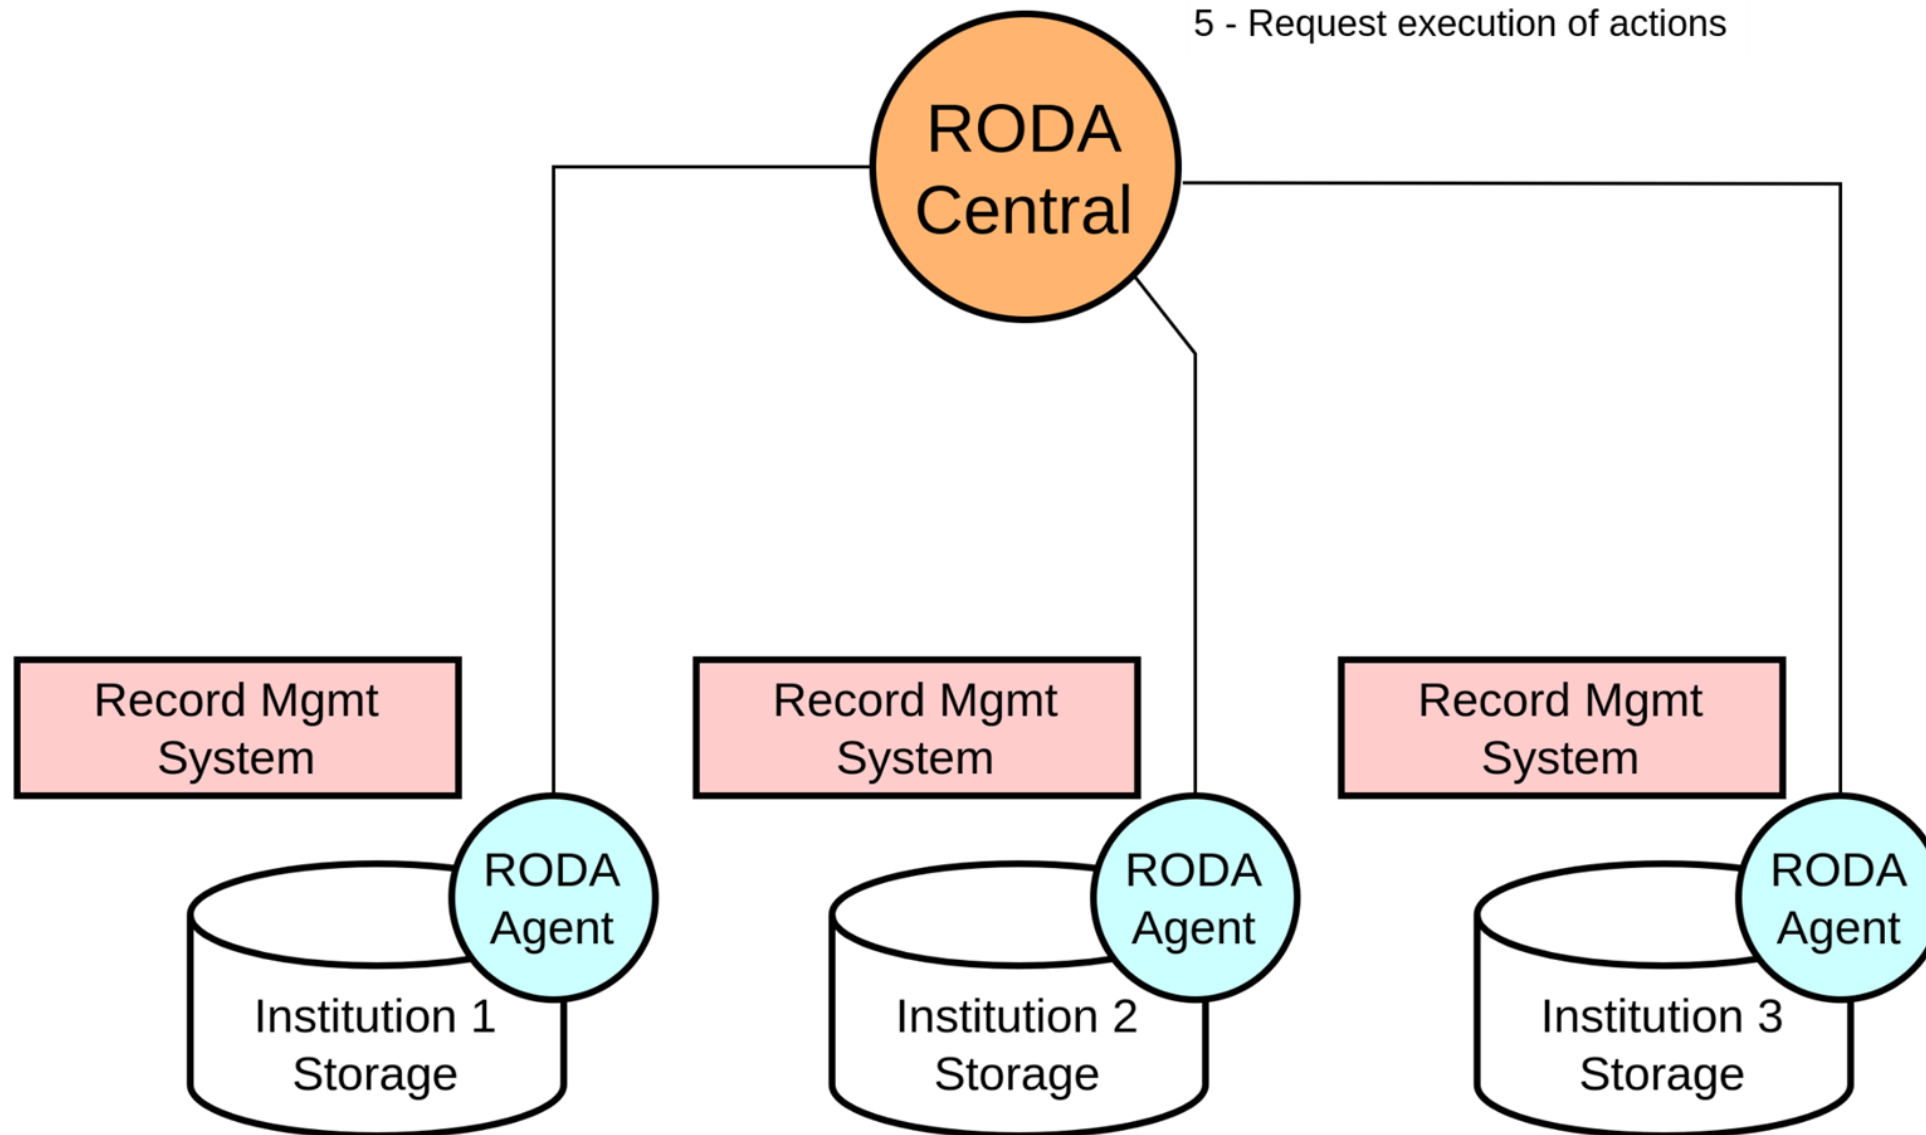 5 - Request execution of actions
RODA
Central
Record Mgmt
System
Record Mgmt
System
Record Mgmt
System
RODA
Agent
RODA
Agent
RODA
Agent
Institution 1
Storage
Institution 2
Storage
Institution 3
Storage